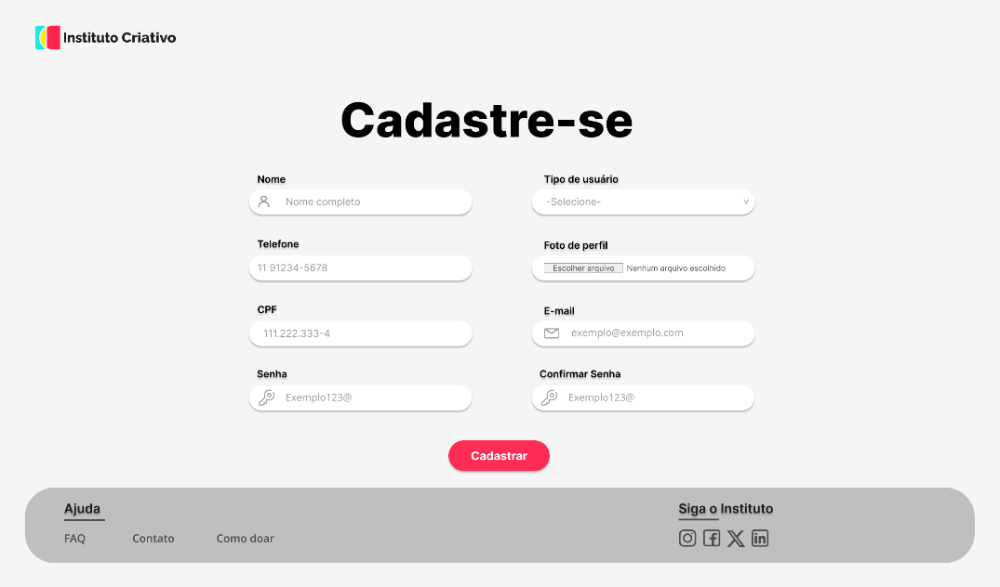 Instituto Criativo
Cadastre-se
Nome
Tipo de usuário
Nome completo
-Selecione-
Telefone
Foto de perfil
11 91234-5678
Escolher arquivo Nenhum arquivo escolhido
CPF
E-mail
111.222.333-4
exemplo@exemplo.com
Senha
Confirmar Senha
Exemplo123@
Exemplo123@
Cadastrar
Ajuda
Siga o Instituto
FAQ Contato Como doar